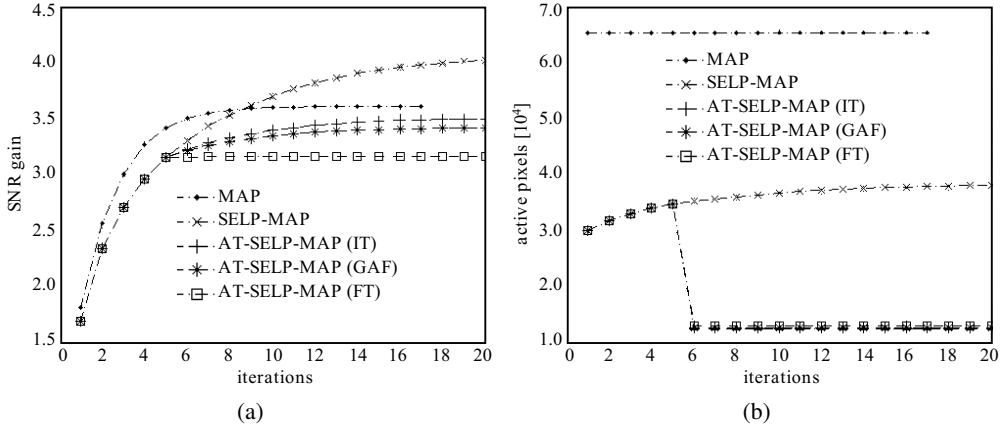 4.5
4.0
3.5
3.0
2.5
2.0
1.5
SNR gain
0 2 4 6 8 10 12 14 16 18 20
iterations
MAP
SELP-MAP
AT-SELP-MAP (IT)
AT-SELP-MAP (GAF)
AT-SELP-MAP (FT)
(a)
7.0
6.0
5.0
4.0
3.0
2.0
1.0
active pixels [10⁴]
0 2 4 6 8 10 12 14 16 18 20
iterations
MAP
SELP-MAP
AT-SELP-MAP (IT)
AT-SELP-MAP (GAF)
AT-SELP-MAP (FT)
(b)